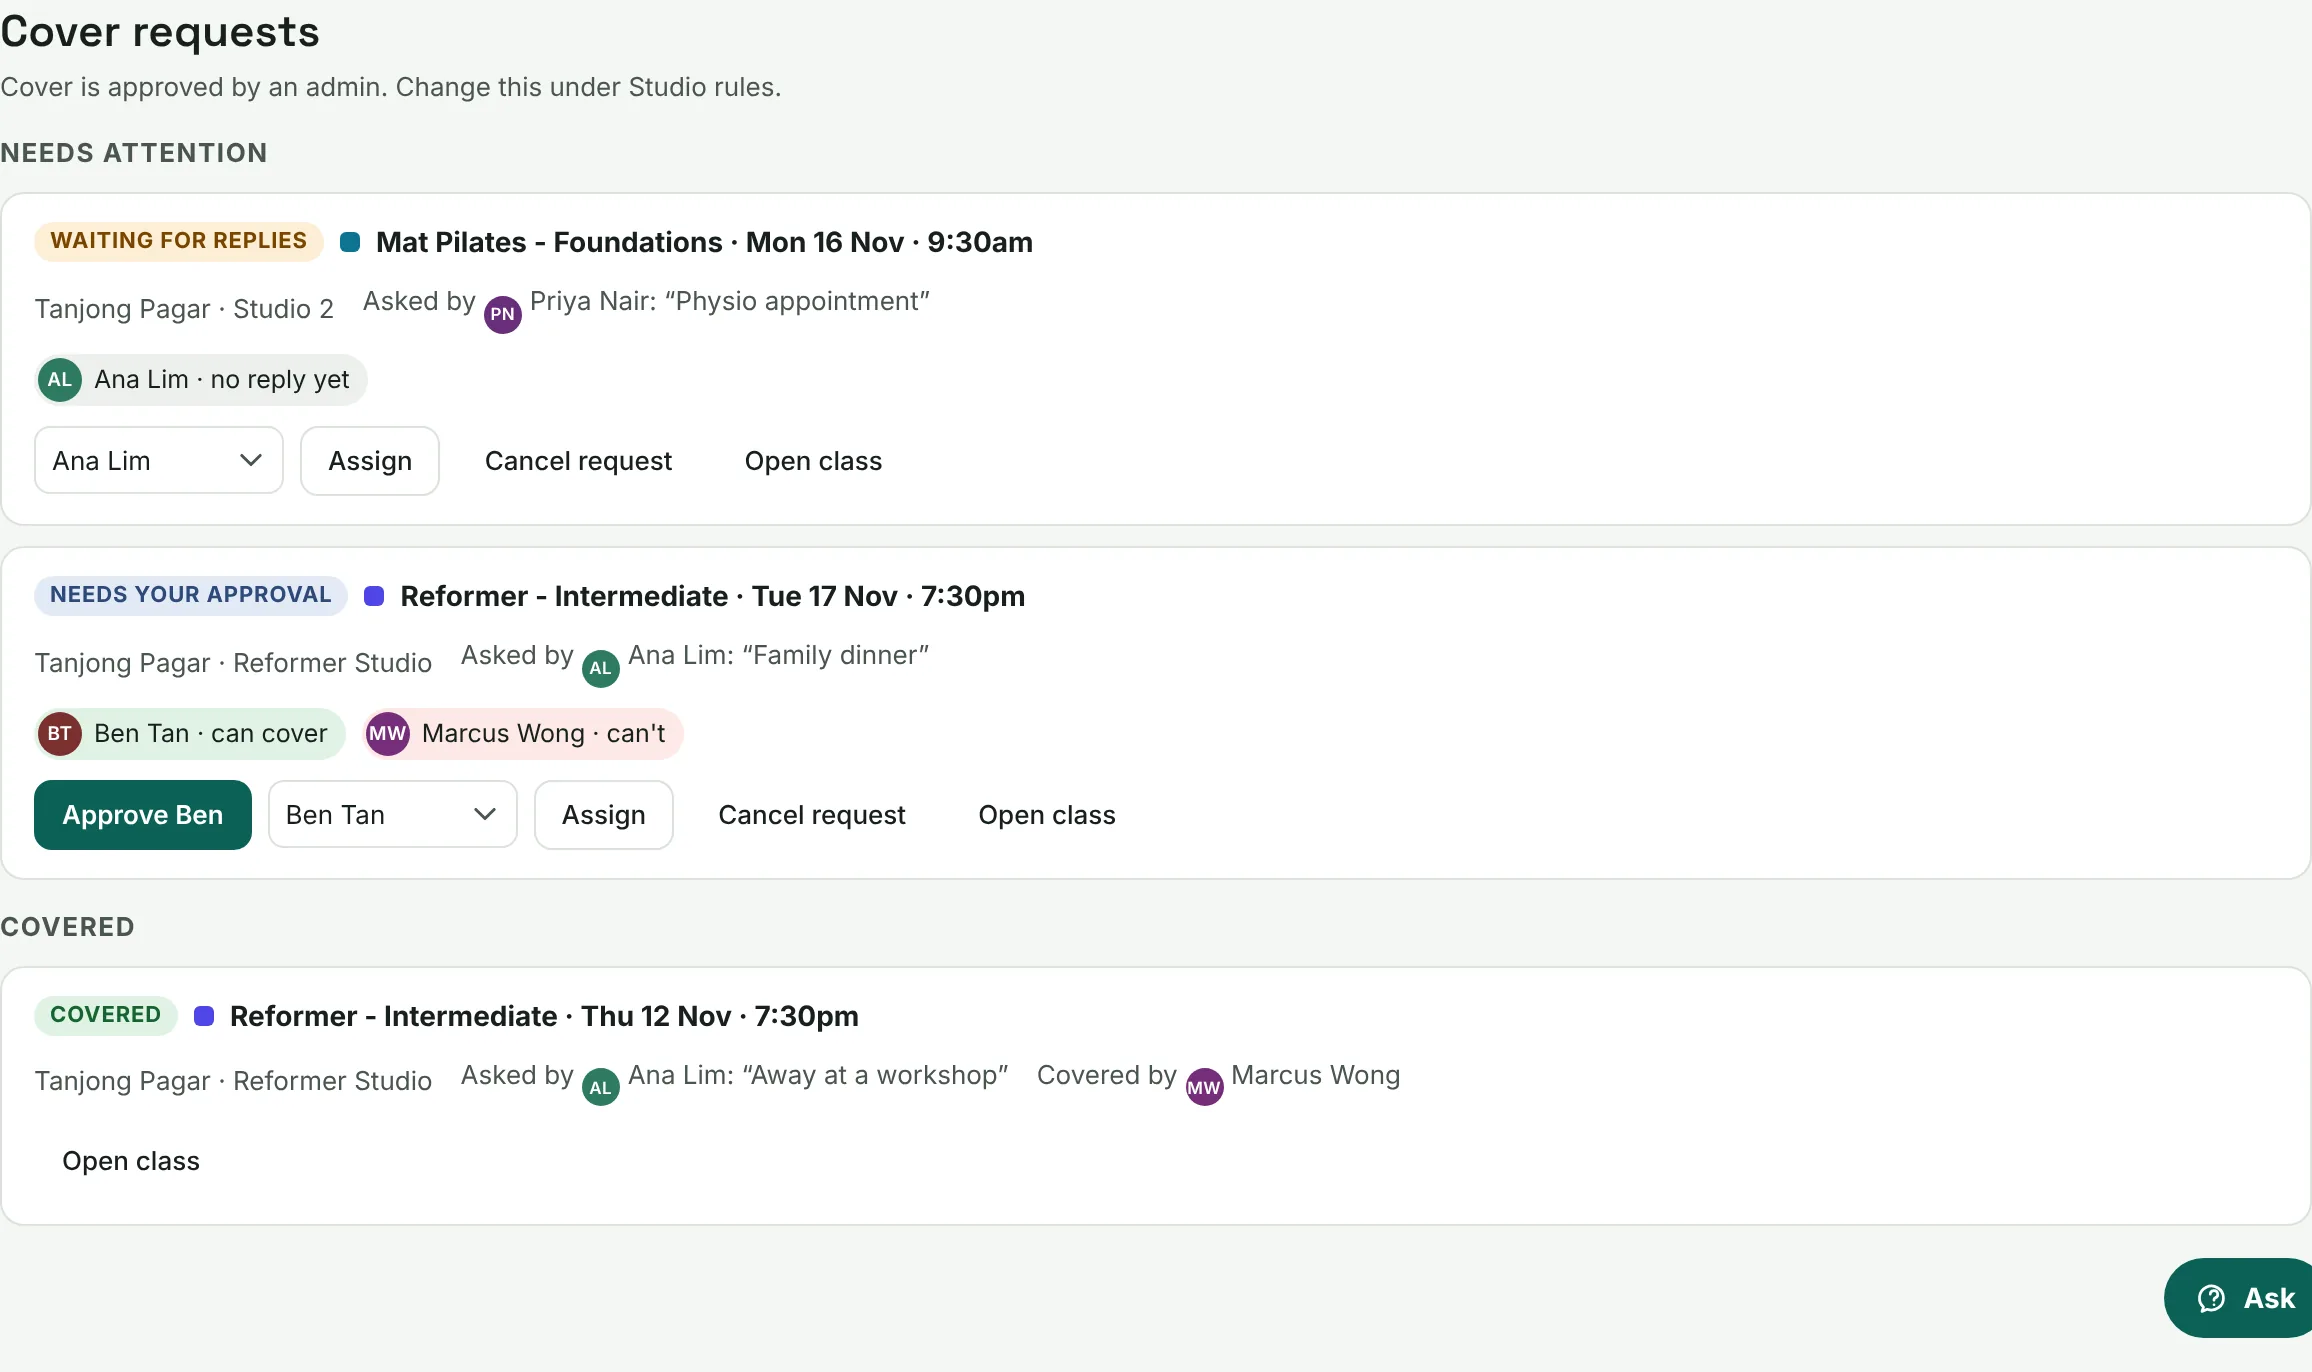 Cover requests
Cover is approved by an admin. Change this under Studio rules.
NEEDS ATTENTION
WAITING FOR REPLIES Mat Pilates - Foundations · Mon 16 Nov · 9:30am
Tanjong Pagar · Studio 2 Asked by PN Priya Nair: “Physio appointment”
AL Ana Lim · no reply yet
Ana Lim Assign Cancel request Open class
NEEDS YOUR APPROVAL Reformer - Intermediate · Tue 17 Nov · 7:30pm
Tanjong Pagar · Reformer Studio Asked by AL Ana Lim: “Family dinner”
BT Ben Tan · can cover MW Marcus Wong · can't
Approve Ben Ben Tan Assign Cancel request Open class
COVERED
COVERED Reformer - Intermediate · Thu 12 Nov · 7:30pm
Tanjong Pagar · Reformer Studio Asked by AL Ana Lim: “Away at a workshop” Covered by MW Marcus Wong
Open class
Ask